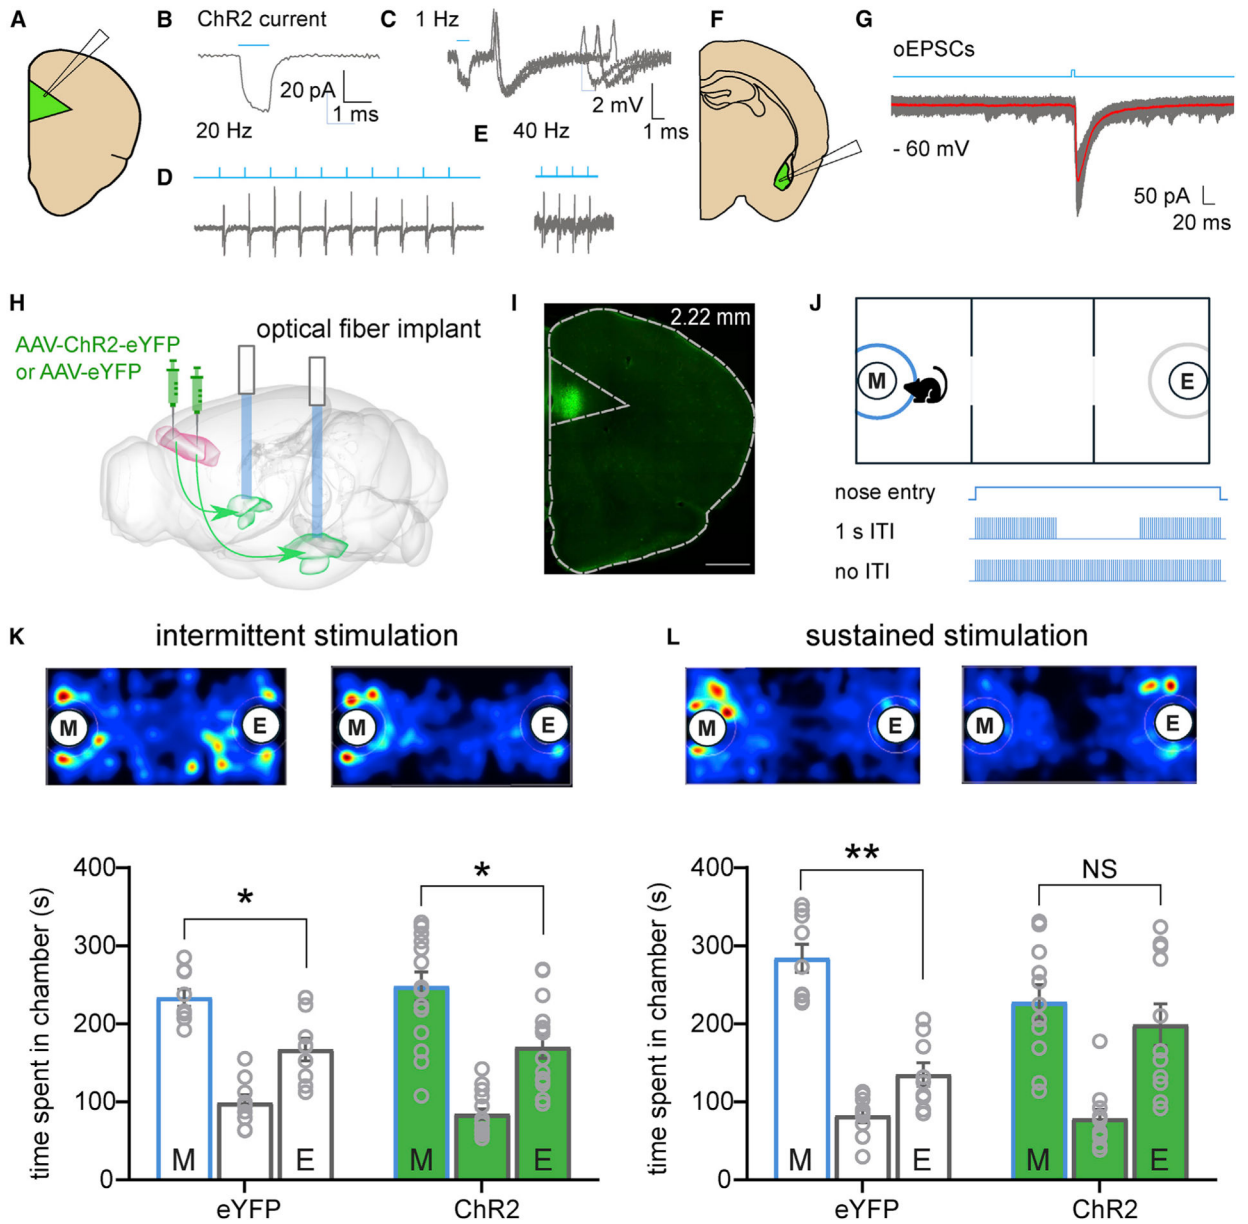 A
B
ChR2 current
20 pA
1 ms
C
1 Hz
2 mV
1 ms
20 Hz
D
E
40 Hz
F
G
oEPSCs
- 60 mV
50 pA
20 ms
H
AAV-ChR2-eYFP
or AAV-eYFP
optical fiber implant
I
2.22 mm
J
M
E
nose entry
1 s ITI
no ITI
K
intermittent stimulation
M
E
M
E
time spent in chamber (s)
400
300
200
100
0
*
*
M
E
M
E
eYFP
ChR2
L
sustained stimulation
M
E
M
E
time spent in chamber (s)
400
300
200
100
0
**
NS
M
E
M
E
eYFP
ChR2